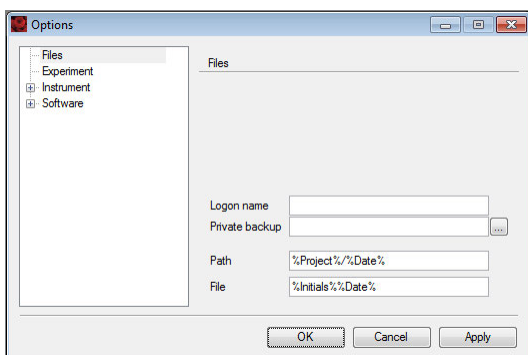 Options
Files
Experiment
Instrument
Software
Files
Logon name
Private backup
...
Path %Project%/%Date%
File %Initials%%Date%
OK Cancel Apply